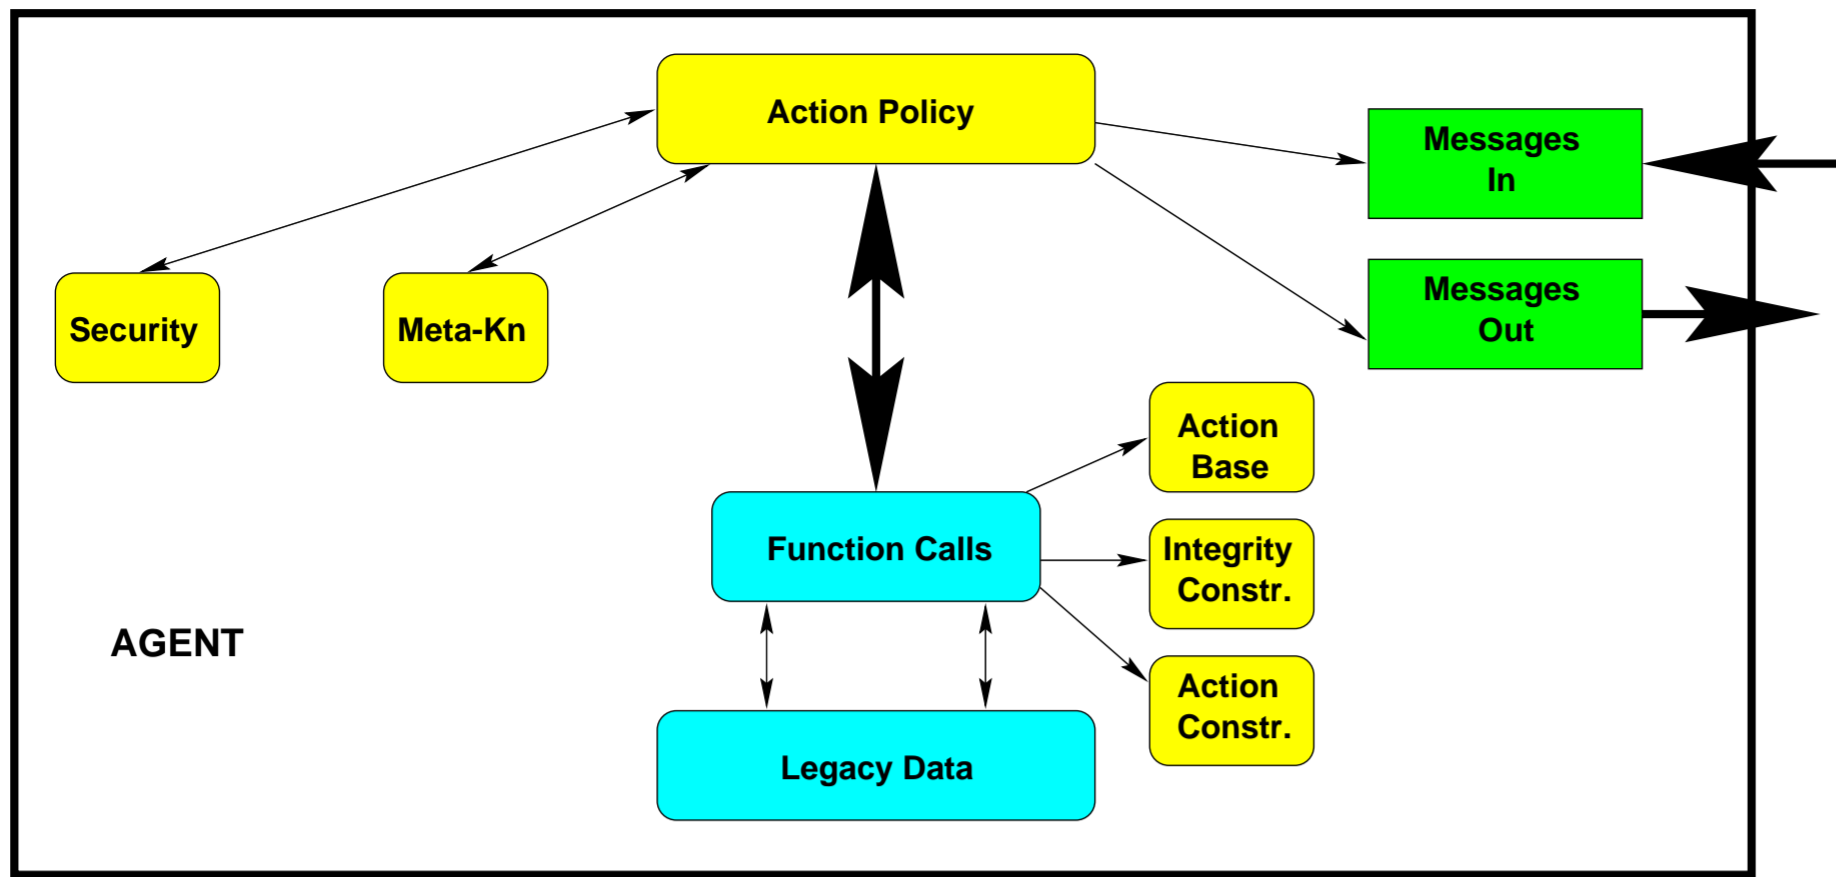 Action Policy
Messages
In
Messages
Out
Security
Meta-Kn
Action
Base
Function Calls
Integrity
Constr.
AGENT
Action
Constr.
Legacy Data